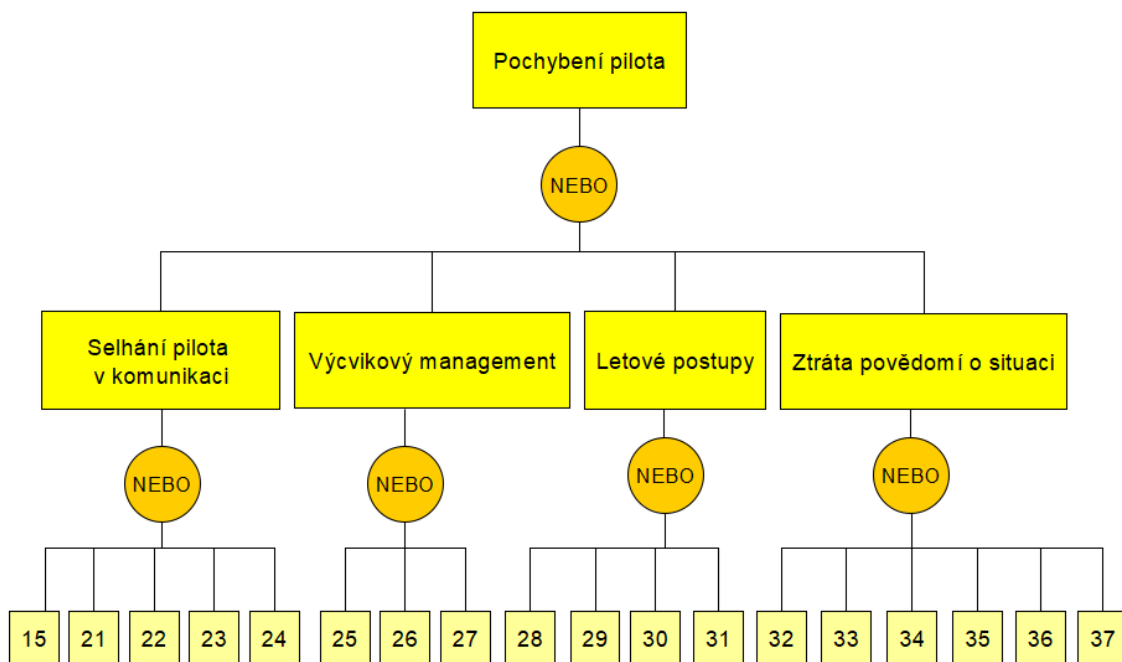 Pochybení pilota
NEBO
Selhání pilota
v komunikaci
Výcvikový management
Letové postupy
Ztráta povědomí o situaci
NEBO
NEBO
NEBO
NEBO
15
21
22
23
24
25
26
27
28
29
30
31
32
33
34
35
36
37